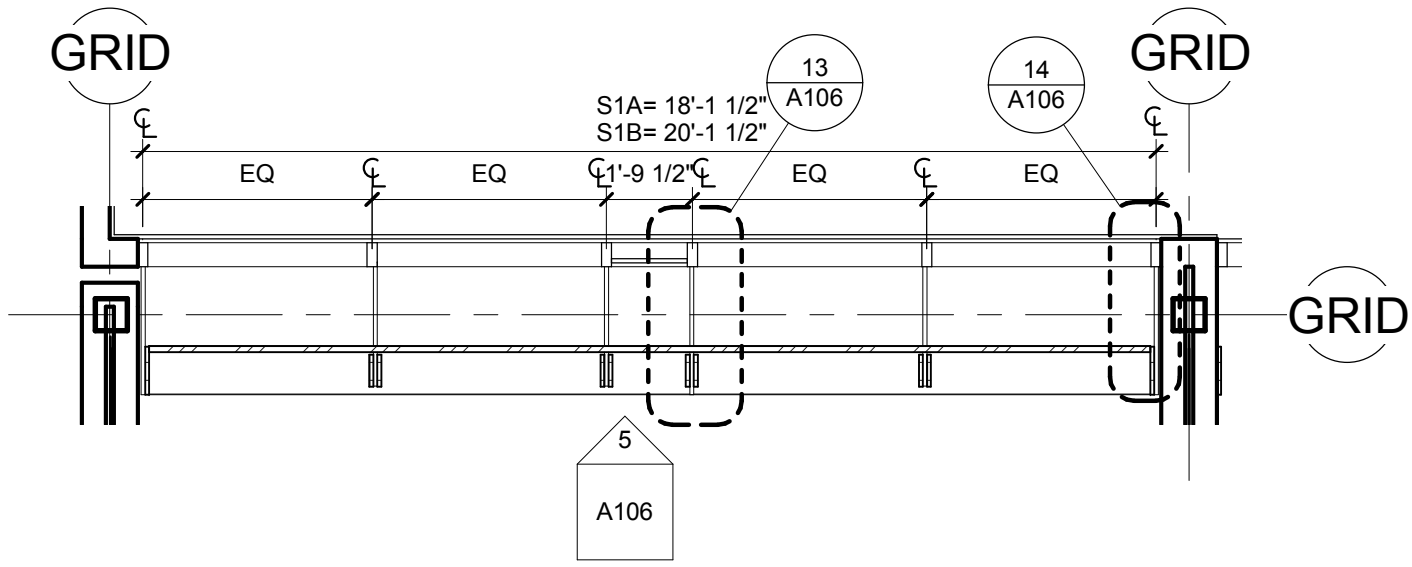 GRID
13
A106
14
A106
GRID
S1A= 18'-1 1/2"
S1B= 20'-1 1/2"
℄
℄
EQ
℄
EQ
℄
1'-9 1/2"
℄
EQ
℄
EQ
GRID
5
A106